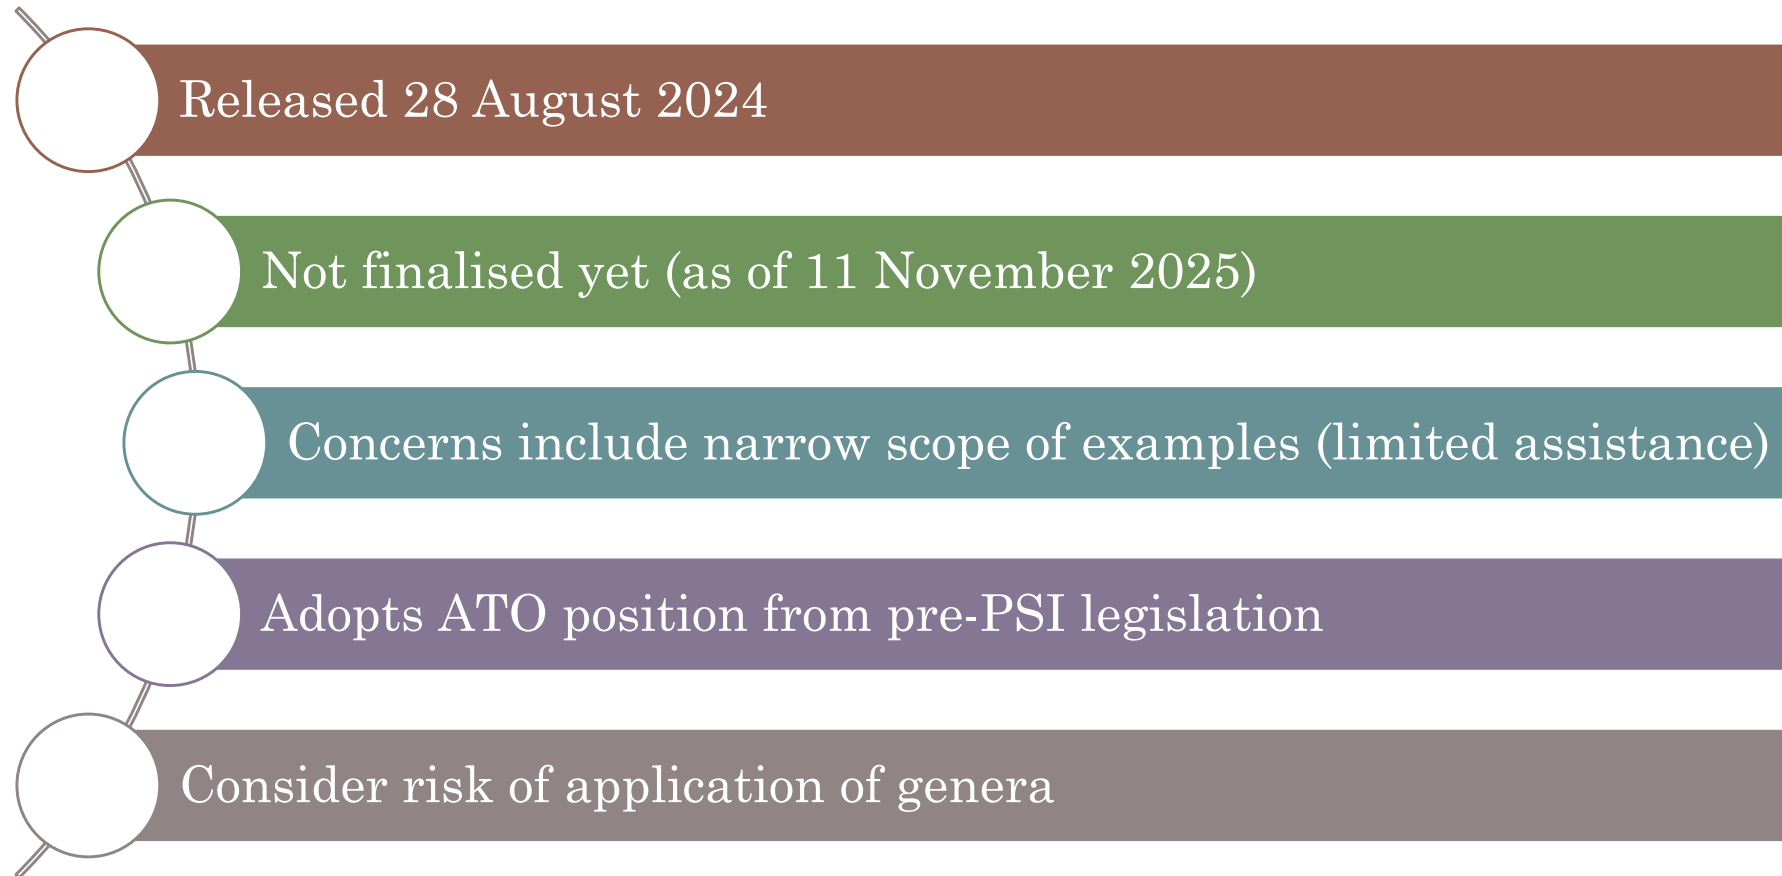 Released 28 August 2024
Not finalised yet (as of 11 November 2025)
Concerns include narrow scope of examples (limited assistance)
Adopts ATO position from pre-PSI legislation
Consider risk of application of genera